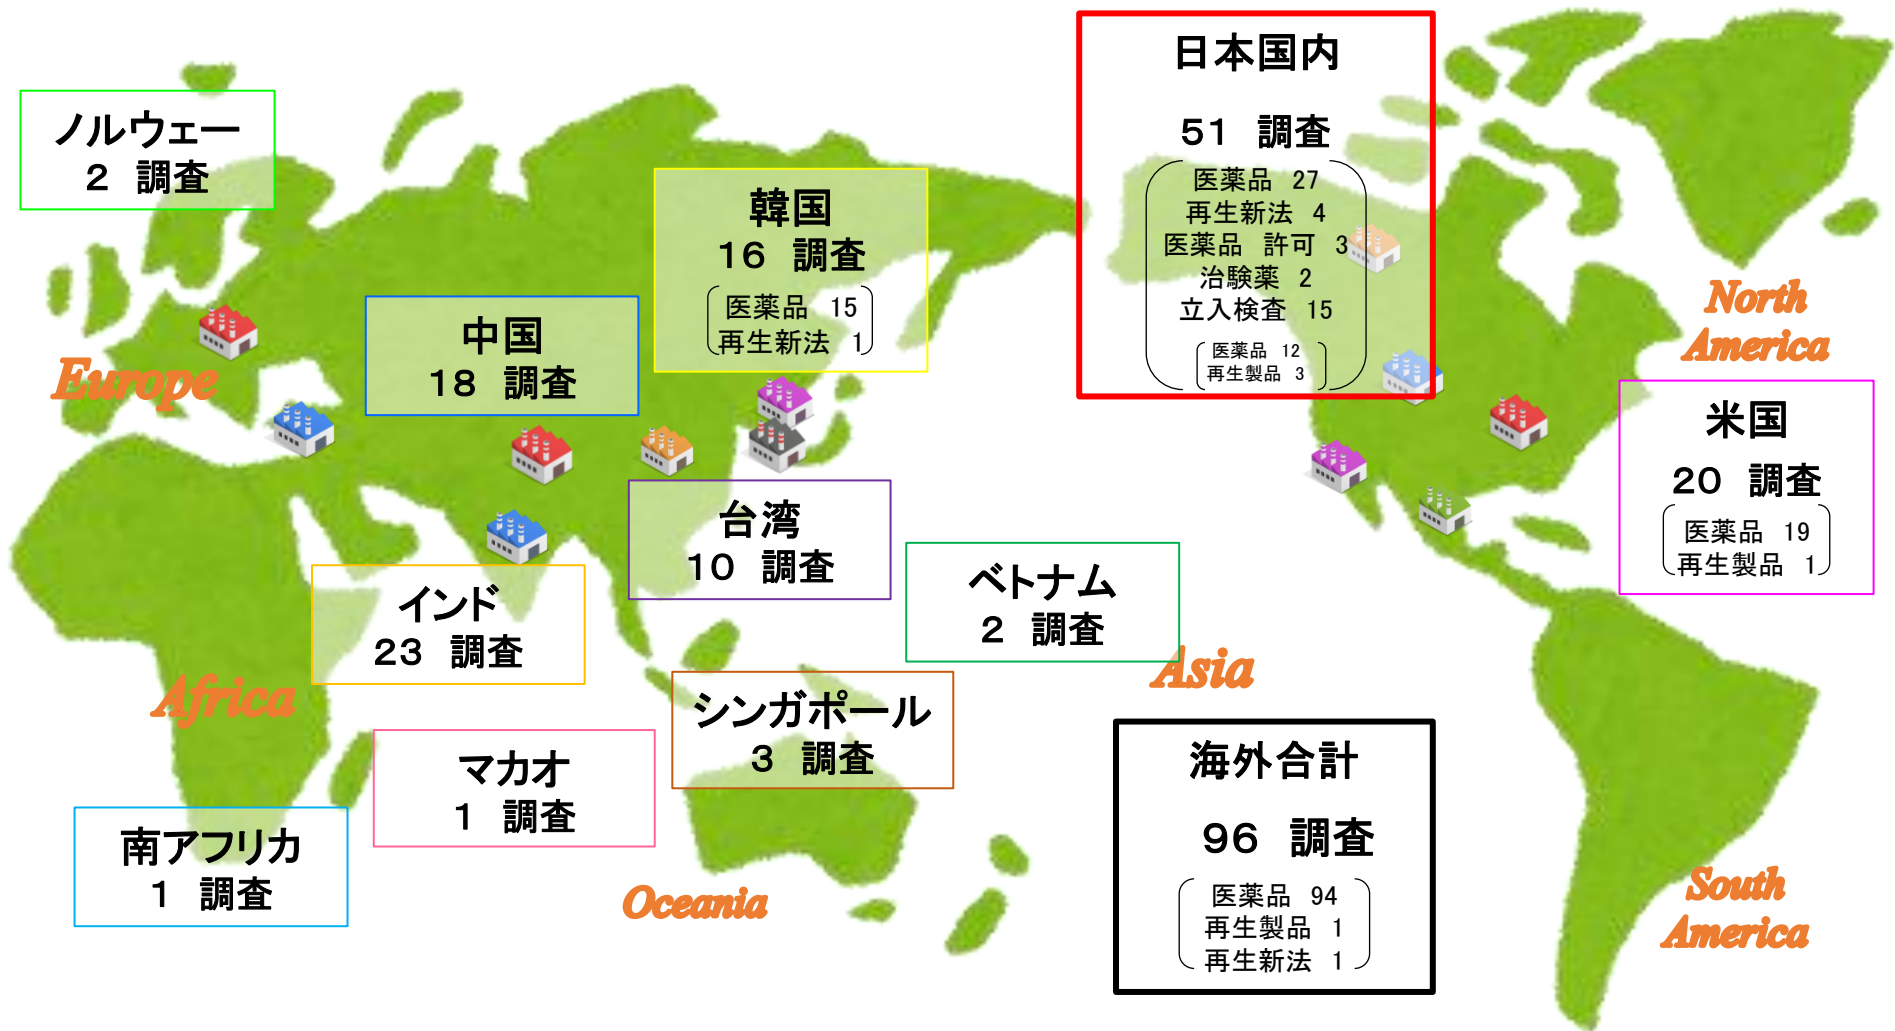 ノルウェー
2 調査
韓国
16 調査
医薬品 15
再生新法 1
日本国内
51 調査
医薬品 27
再生新法 4
医薬品 許可 3
治験薬 2
立入検査 15
医薬品 12
再生製品 3
中国
18 調査
Europe
North
America
米国
20 調査
医薬品 19
再生製品 1
台湾
10 調査
ベトナム
2 調査
インド
23 調査
Africa
Asia
シンガポール
3 調査
マカオ
1 調査
南アフリカ
1 調査
海外合計
96 調査
医薬品 94
再生製品 1
再生新法 1
Oceania
South
America